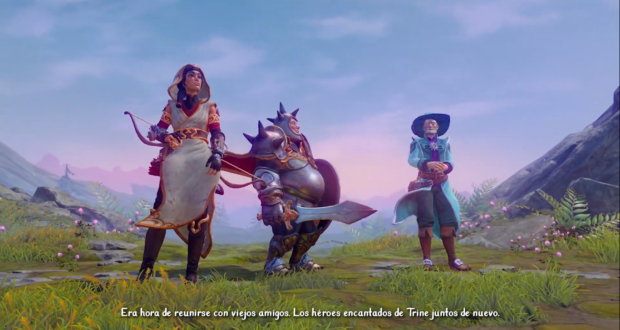 Era hora de reunirse con viejos amigos. Los héroes encantados de Trine juntos de nuevo.